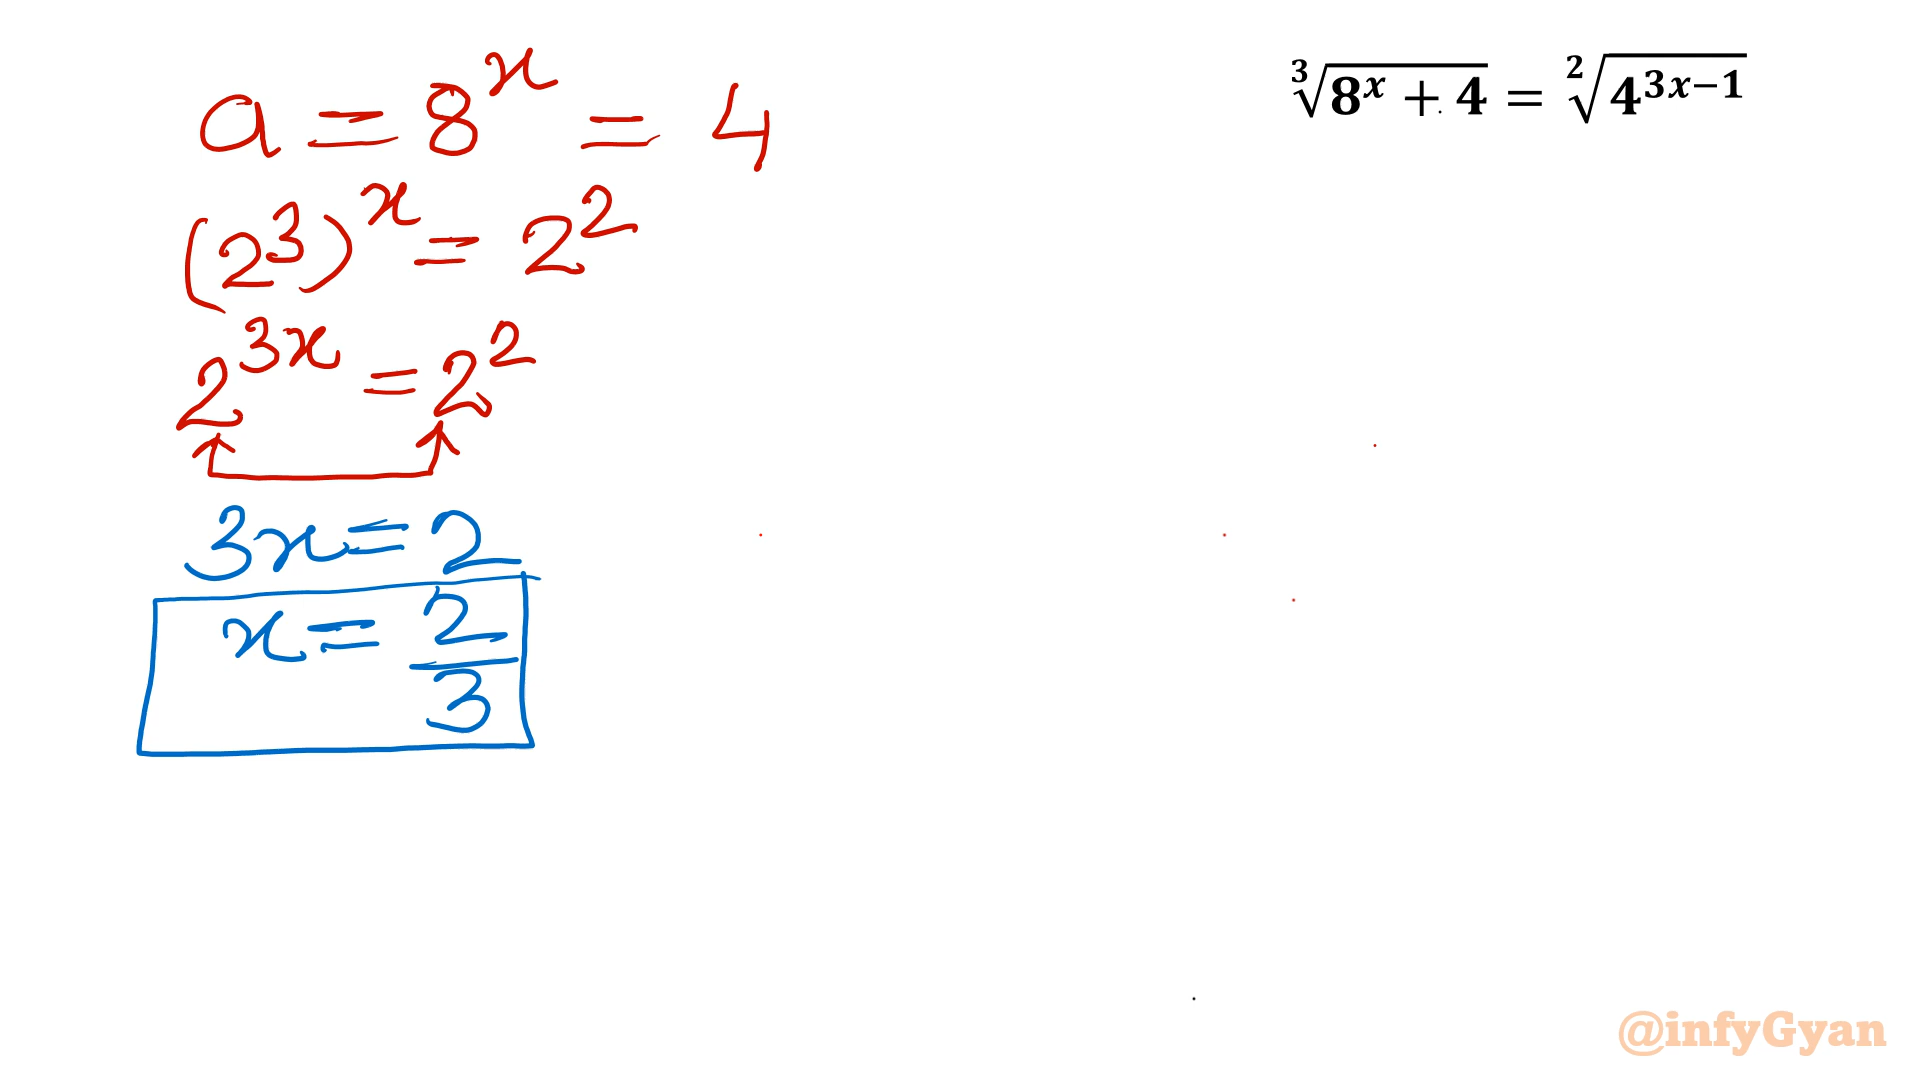 a = 8^x = 4
(2^3)^x = 2^2
2^{3x} = 2^2
3x = 2
x = 2/3
∛(8^x + 4) = ²√(4^{3x−1})
@infyGyan